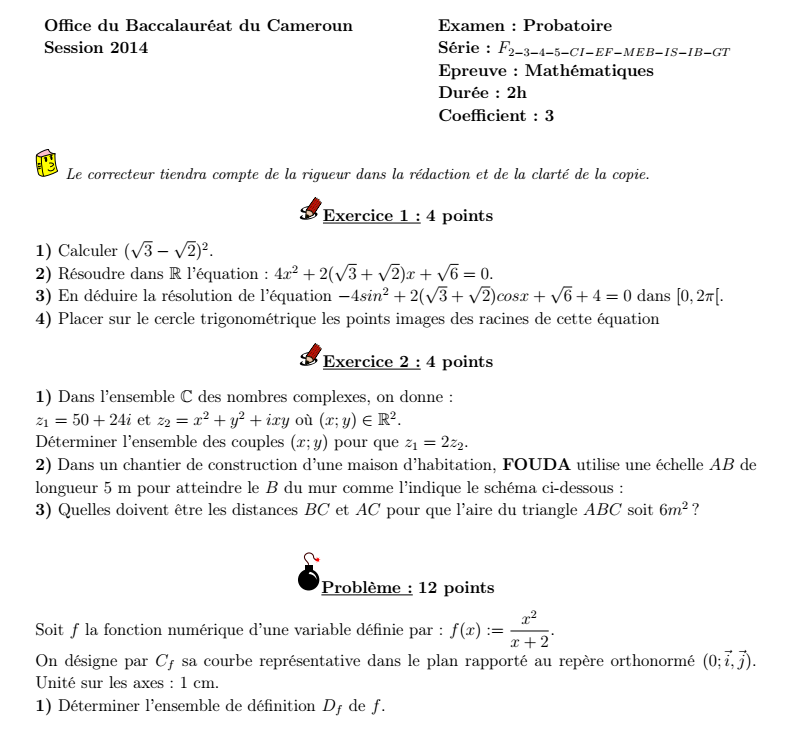 Office du Baccalauréat du Cameroun
Session 2014
Examen : Probatoire
Série : F₂₋₃₋₄₋₅₋CI₋EF₋MEB₋IS₋IB₋GT
Epreuve : Mathématiques
Durée : 2h
Coefficient : 3
Le correcteur tiendra compte de la rigueur dans la rédaction et de la clarté de la copie.
Exercice 1 : 4 points
1) Calculer (√3 − √2)².
2) Résoudre dans ℝ l'équation : 4x² + 2(√3 + √2)x + √6 = 0.
3) En déduire la résolution de l'équation −4sin² + 2(√3 + √2)cosx + √6 + 4 = 0 dans [0, 2π[.
4) Placer sur le cercle trigonométrique les points images des racines de cette équation
Exercice 2 : 4 points
1) Dans l'ensemble ℂ des nombres complexes, on donne :
z₁ = 50 + 24i et z₂ = x² + y² + ixy où (x; y) ∈ ℝ².
Déterminer l'ensemble des couples (x; y) pour que z₁ = 2z₂.
2) Dans un chantier de construction d'une maison d'habitation, FOUDA utilise une échelle AB de
longueur 5 m pour atteindre le B du mur comme l'indique le schéma ci-dessous :
3) Quelles doivent être les distances BC et AC pour que l'aire du triangle ABC soit 6m² ?
Problème : 12 points
Soit f la fonction numérique d'une variable définie par : f(x) := x²/(x + 2).
On désigne par C_f sa courbe représentative dans le plan rapporté au repère orthonormé (0; i⃗, j⃗).
Unité sur les axes : 1 cm.
1) Déterminer l'ensemble de définition D_f de f.